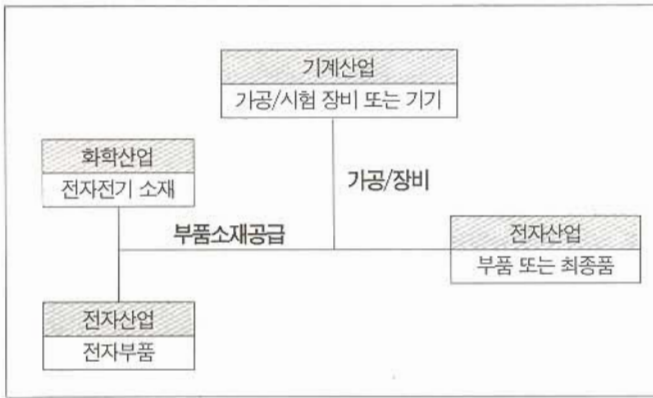 기계산업
가공/시험 장비 또는 기기
화학산업
전자전기 소재
가공/장비
부품소재공급
전자산업
부품 또는 최종품
전자산업
전자부품